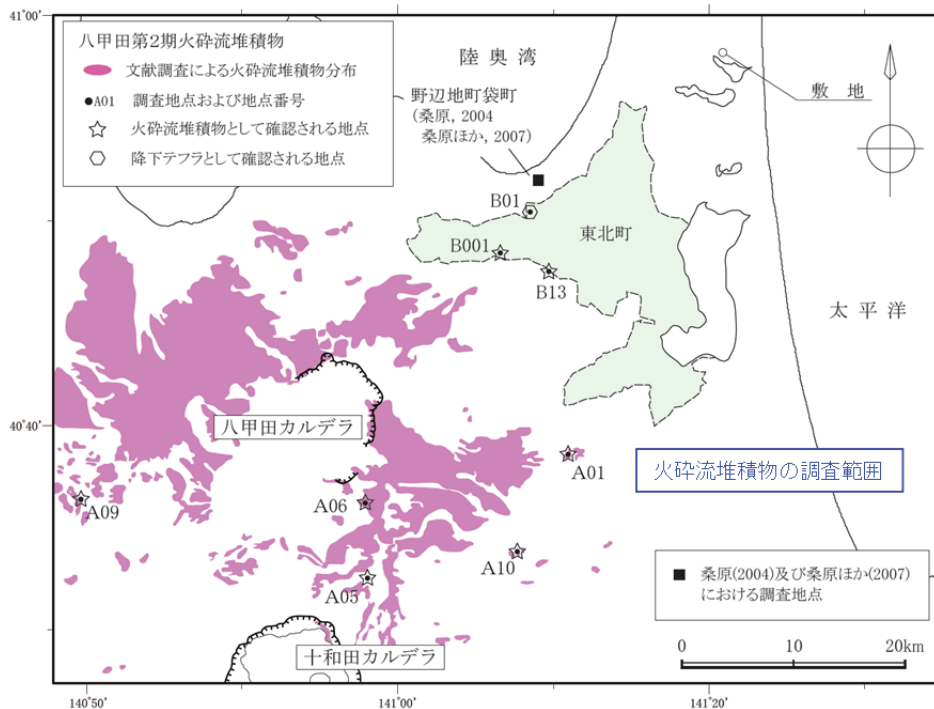 41°00′
八甲田第2期火砕流堆積物
文献調査による火砕流堆積物分布
A01 調査地点および地点番号
火砕流堆積物として確認される地点
降下テフラとして確認される地点
陸奥湾
野辺地町袋町
(桑原, 2004
桑原ほか, 2007)
敷地
B01
B001
東北町
B13
太平洋
八甲田カルデラ
40°40′
A01
火砕流堆積物の調査範囲
A09
A06
A10
A05
桑原(2004)及び桑原ほか(2007)
における調査地点
十和田カルデラ
0 10 20km
140°50′ 141°00′ 141°20′